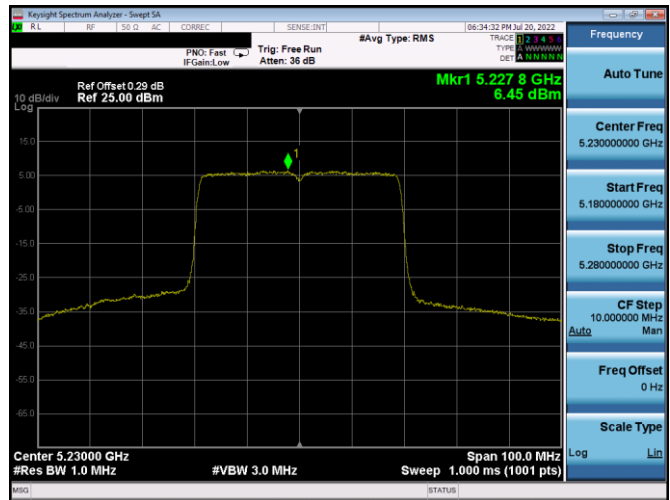 Keysight Spectrum Analyzer - Swept SA
RL RF 50 Ω AC CORREC SENSE:INT 06:34:32 PM Jul 20, 2022
#Avg Type: RMS
TRACE 1 2 3 4 5 6
TYPE A WWWWW
DET A N N N N N
PNO: Fast
IFGain:Low
Trig: Free Run
Atten: 36 dB
Mkr1 5.227 8 GHz
6.45 dBm
Ref Offset 0.29 dB
10 dB/div Ref 25.00 dBm
Log
15.0
5.00
-5.00
-15.0
-25.0
-35.0
-45.0
-55.0
-65.0
1
Center 5.23000 GHz Span 100.0 MHz
#Res BW 1.0 MHz #VBW 3.0 MHz Sweep 1.000 ms (1001 pts)
MSG STATUS
Frequency
Auto Tune
Center Freq
5.230000000 GHz
Start Freq
5.180000000 GHz
Stop Freq
5.280000000 GHz
CF Step
10.000000 MHz
Auto Man
Freq Offset
0 Hz
Scale Type
Log Lin